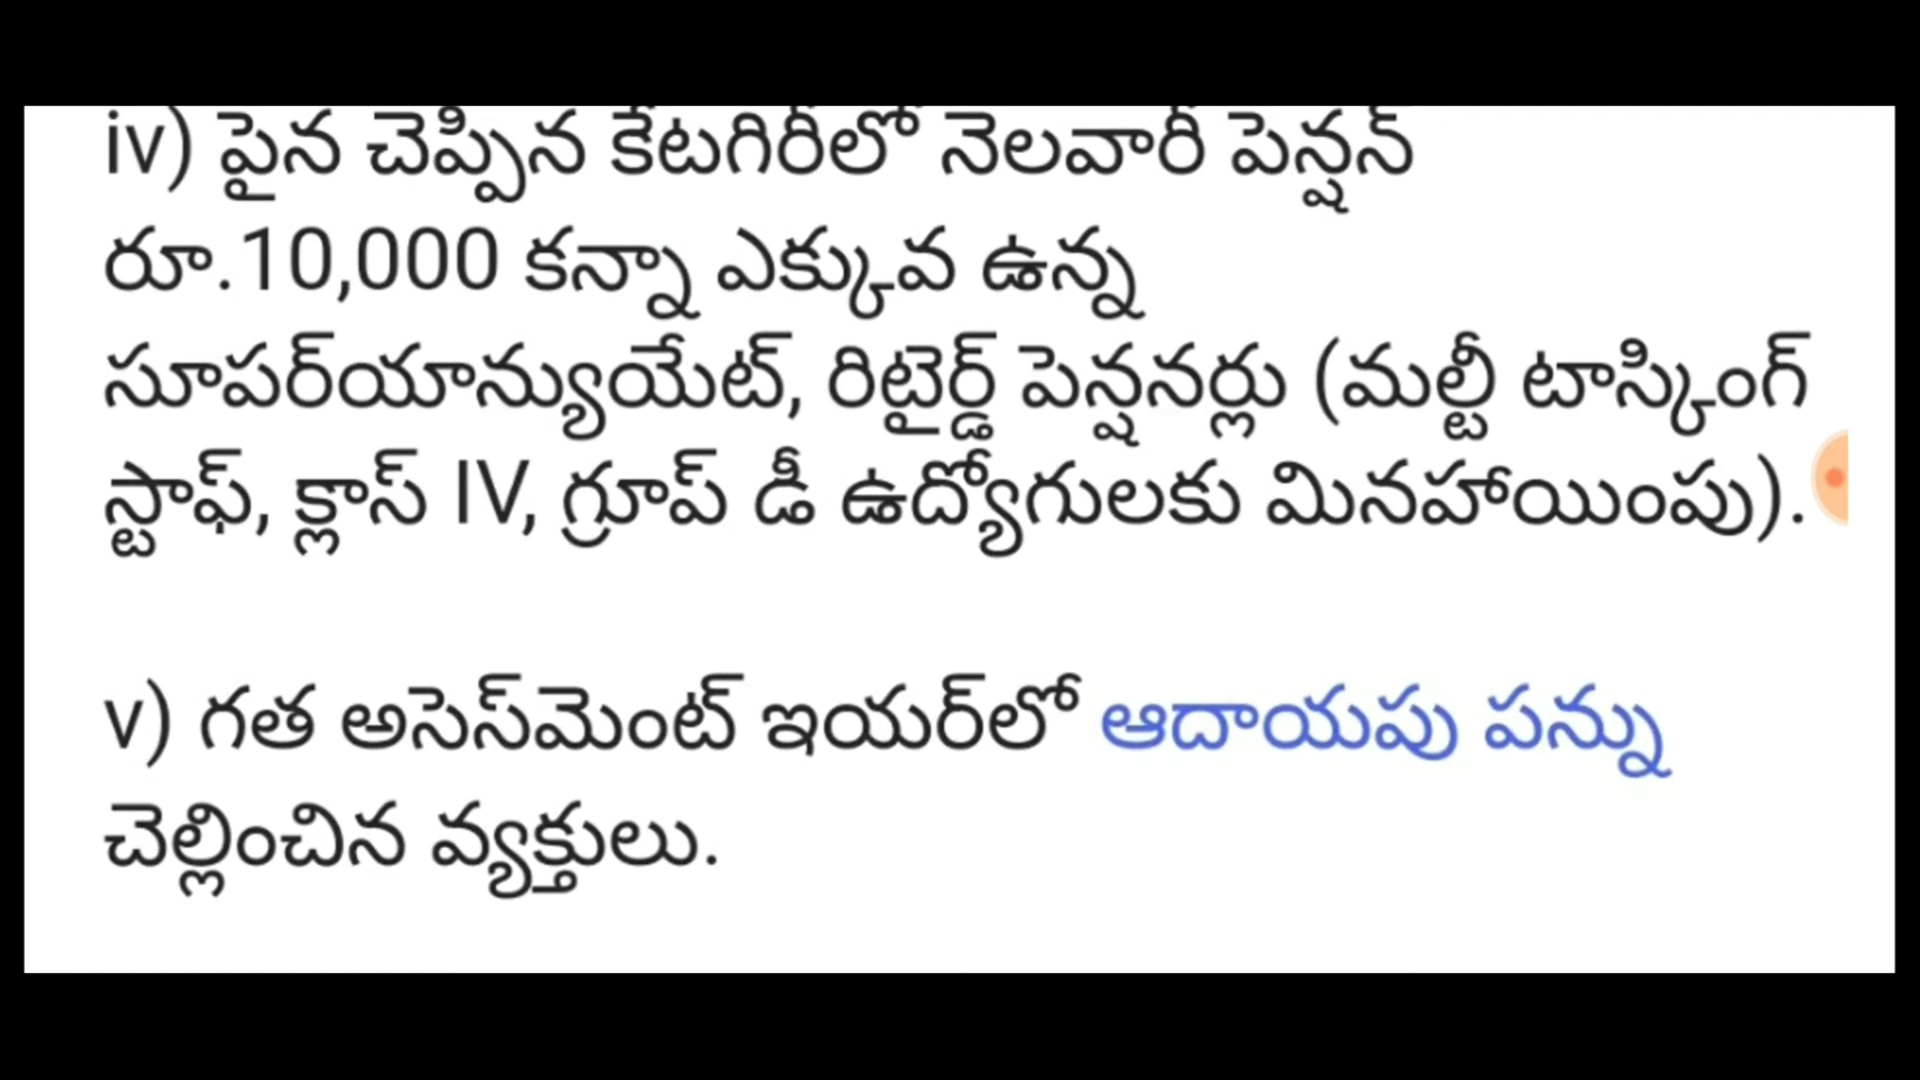 iv) పైన చెప్పిన కేటగిరీలో నెలవారీ పెన్షన్
రూ.10,000 కన్నా ఎక్కువ ఉన్న
సూపర్‌యాన్యుయేట్, రిటైర్డ్ పెన్షనర్లు (మల్టీ టాస్కింగ్
స్టాఫ్, క్లాస్ IV, గ్రూప్ డీ ఉద్యోగులకు మినహాయింపు).
v) గత అసెస్‌మెంట్ ఇయర్‌లో ఆదాయపు పన్ను
చెల్లించిన వ్యక్తులు.